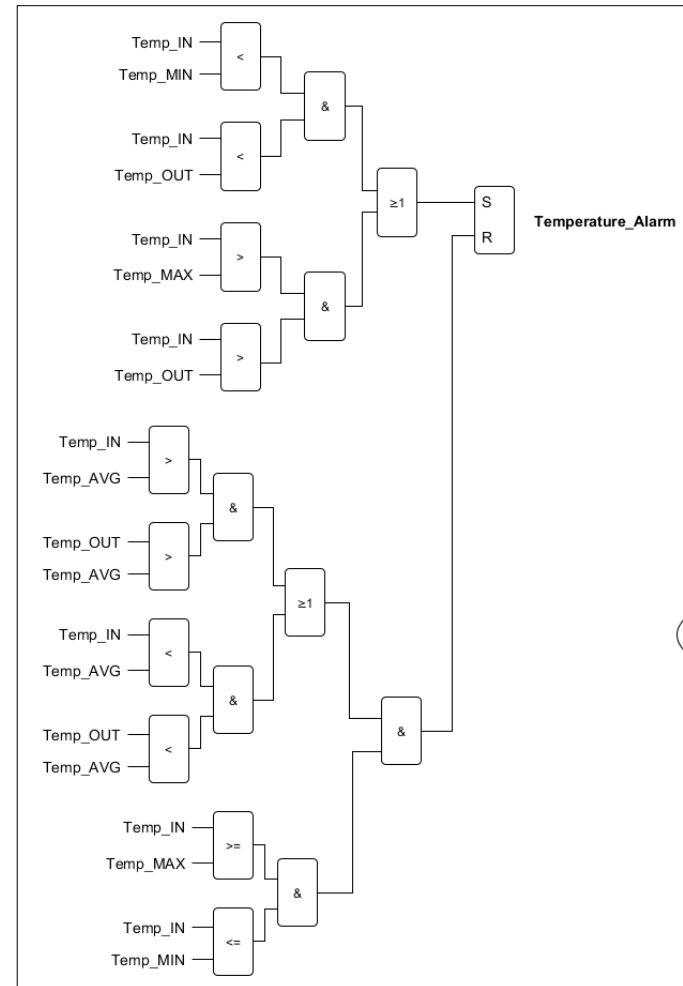 Temp_IN
<
Temp_MIN
&
Temp_IN
<
Temp_OUT
≥1
S
R
Temperature_Alarm
Temp_IN
>
Temp_MAX
&
Temp_IN
>
Temp_OUT
Temp_IN
>
Temp_AVG
&
Temp_OUT
>
Temp_AVG
≥1
Temp_IN
<
Temp_AVG
&
Temp_OUT
<
Temp_AVG
&
Temp_IN
>=
Temp_MAX
&
Temp_IN
<=
Temp_MIN